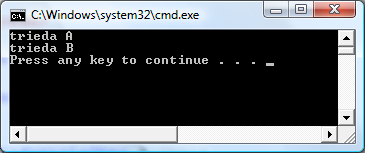 C:\Windows\system32\cmd.exe
trieda A
trieda B
Press any key to continue . . . _